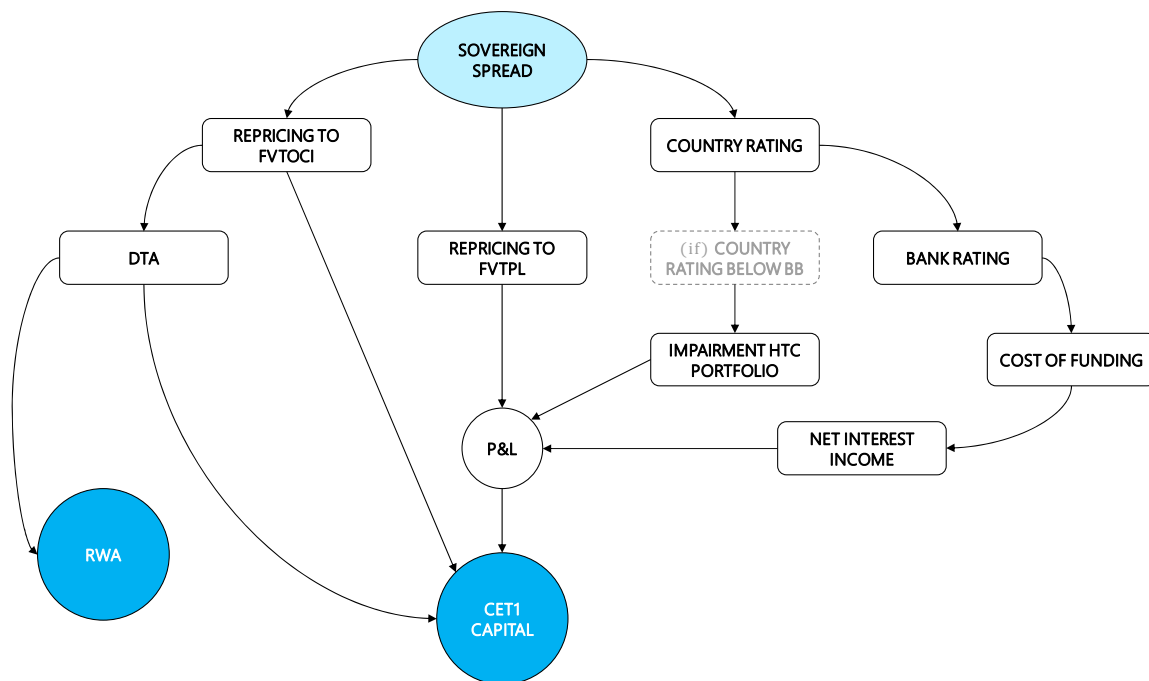 SOVEREIGN
SPREAD
REPRICING TO
FVTOCI
COUNTRY RATING
DTA
REPRICING TO
FVTPL
(if) COUNTRY
RATING BELOW BB
BANK RATING
IMPAIRMENT HTC
PORTFOLIO
COST OF FUNDING
P&L
NET INTEREST
INCOME
RWA
CET1
CAPITAL